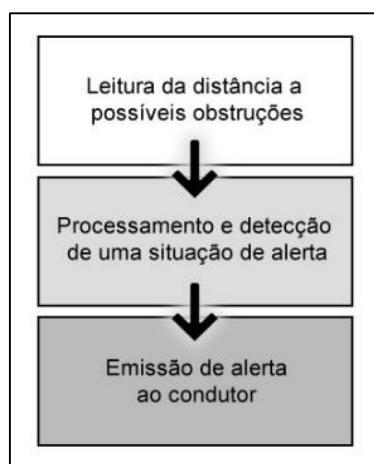 Leitura da distância a
possíveis obstruções
Processamento e detecção
de uma situação de alerta
Emissão de alerta
ao condutor